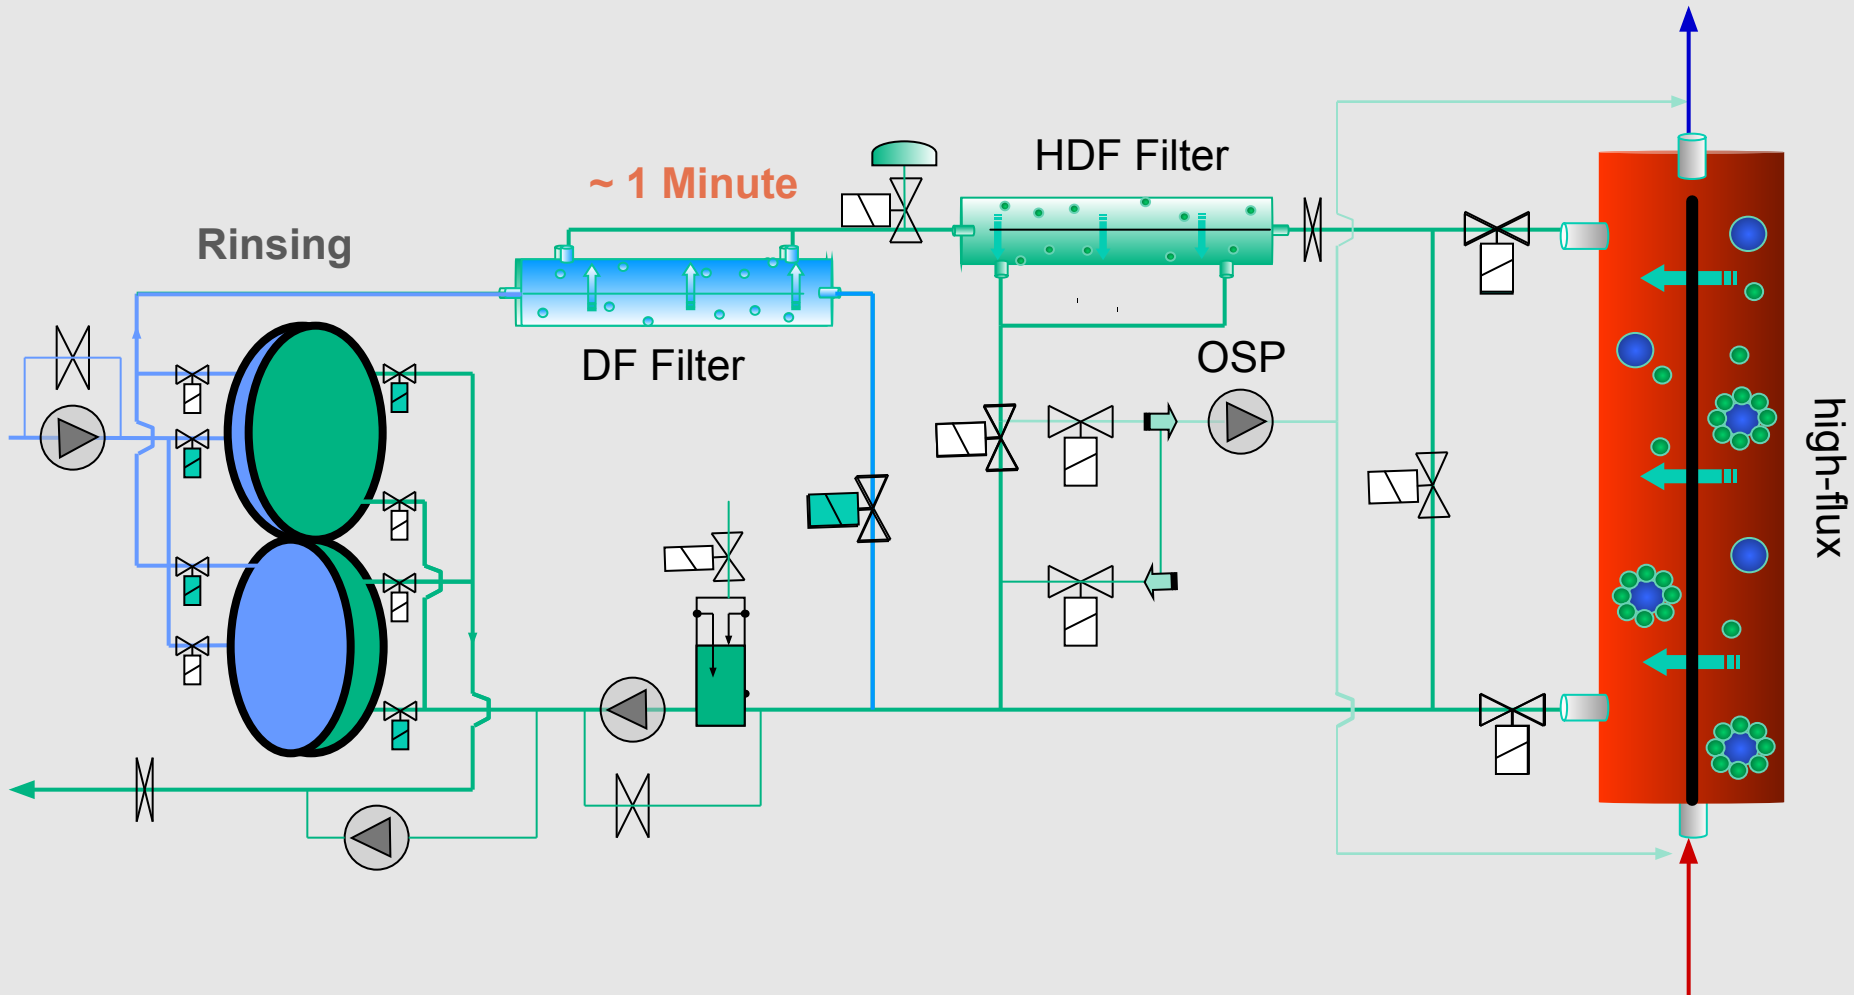 ~ 1 Minute
HDF Filter
Rinsing
DF Filter
OSP
high-flux